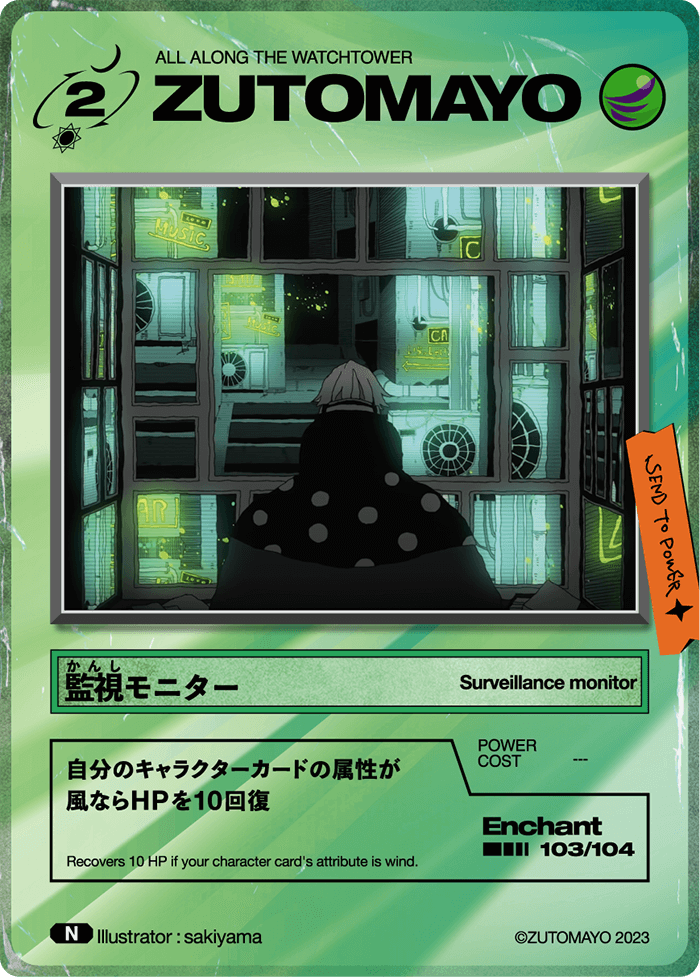 ALL ALONG THE WATCHTOWER
2
ZUTOMAYO
MUSIC
SEND TO POWER
かんし
監視モニター
Surveillance monitor
自分のキャラクターカードの属性が
風ならHPを10回復
Recovers 10 HP if your character card's attribute is wind.
POWER
COST ---
Enchant
103/104
N Illustrator : sakiyama
©ZUTOMAYO 2023